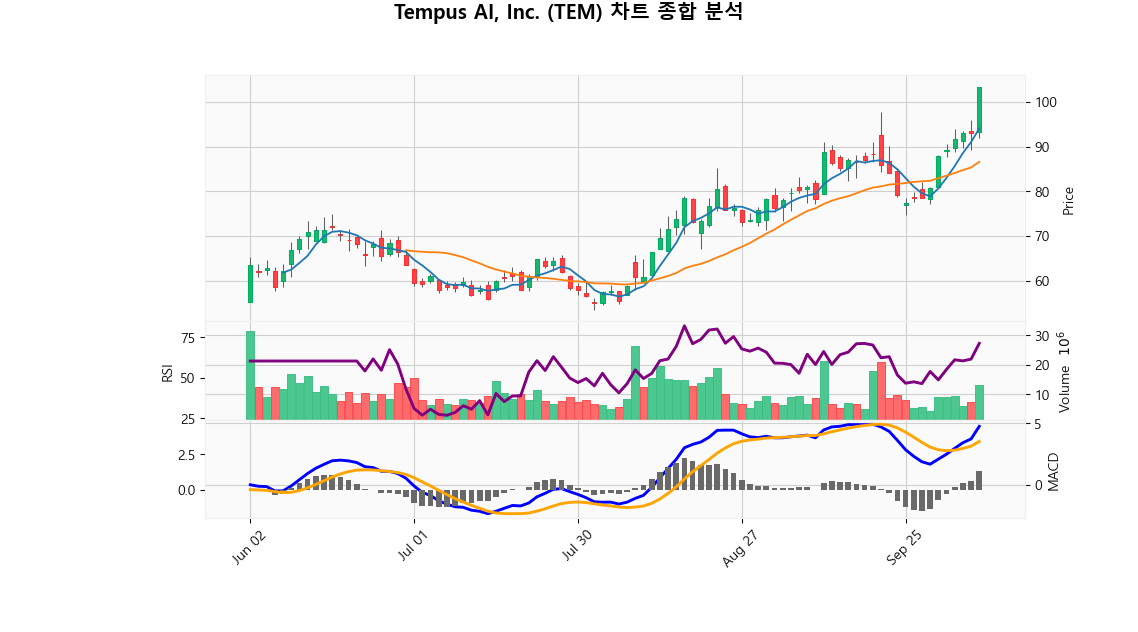 Tempus AI, Inc. (TEM) 차트 종합 분석
100
90
80
70
60
Price
75
50
25
RSI
30
20
10
Volume 10^6
5
0
MACD
2.5
0.0
Jun 02
Jul 01
Jul 30
Aug 27
Sep 25